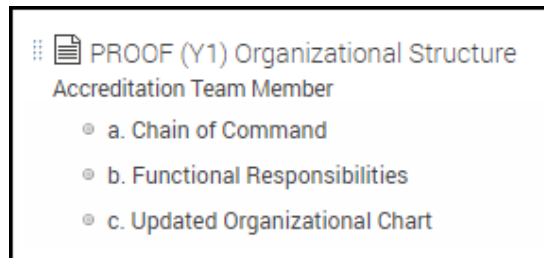 PROOF (Y1) Organizational Structure
Accreditation Team Member
a. Chain of Command
b. Functional Responsibilities
c. Updated Organizational Chart